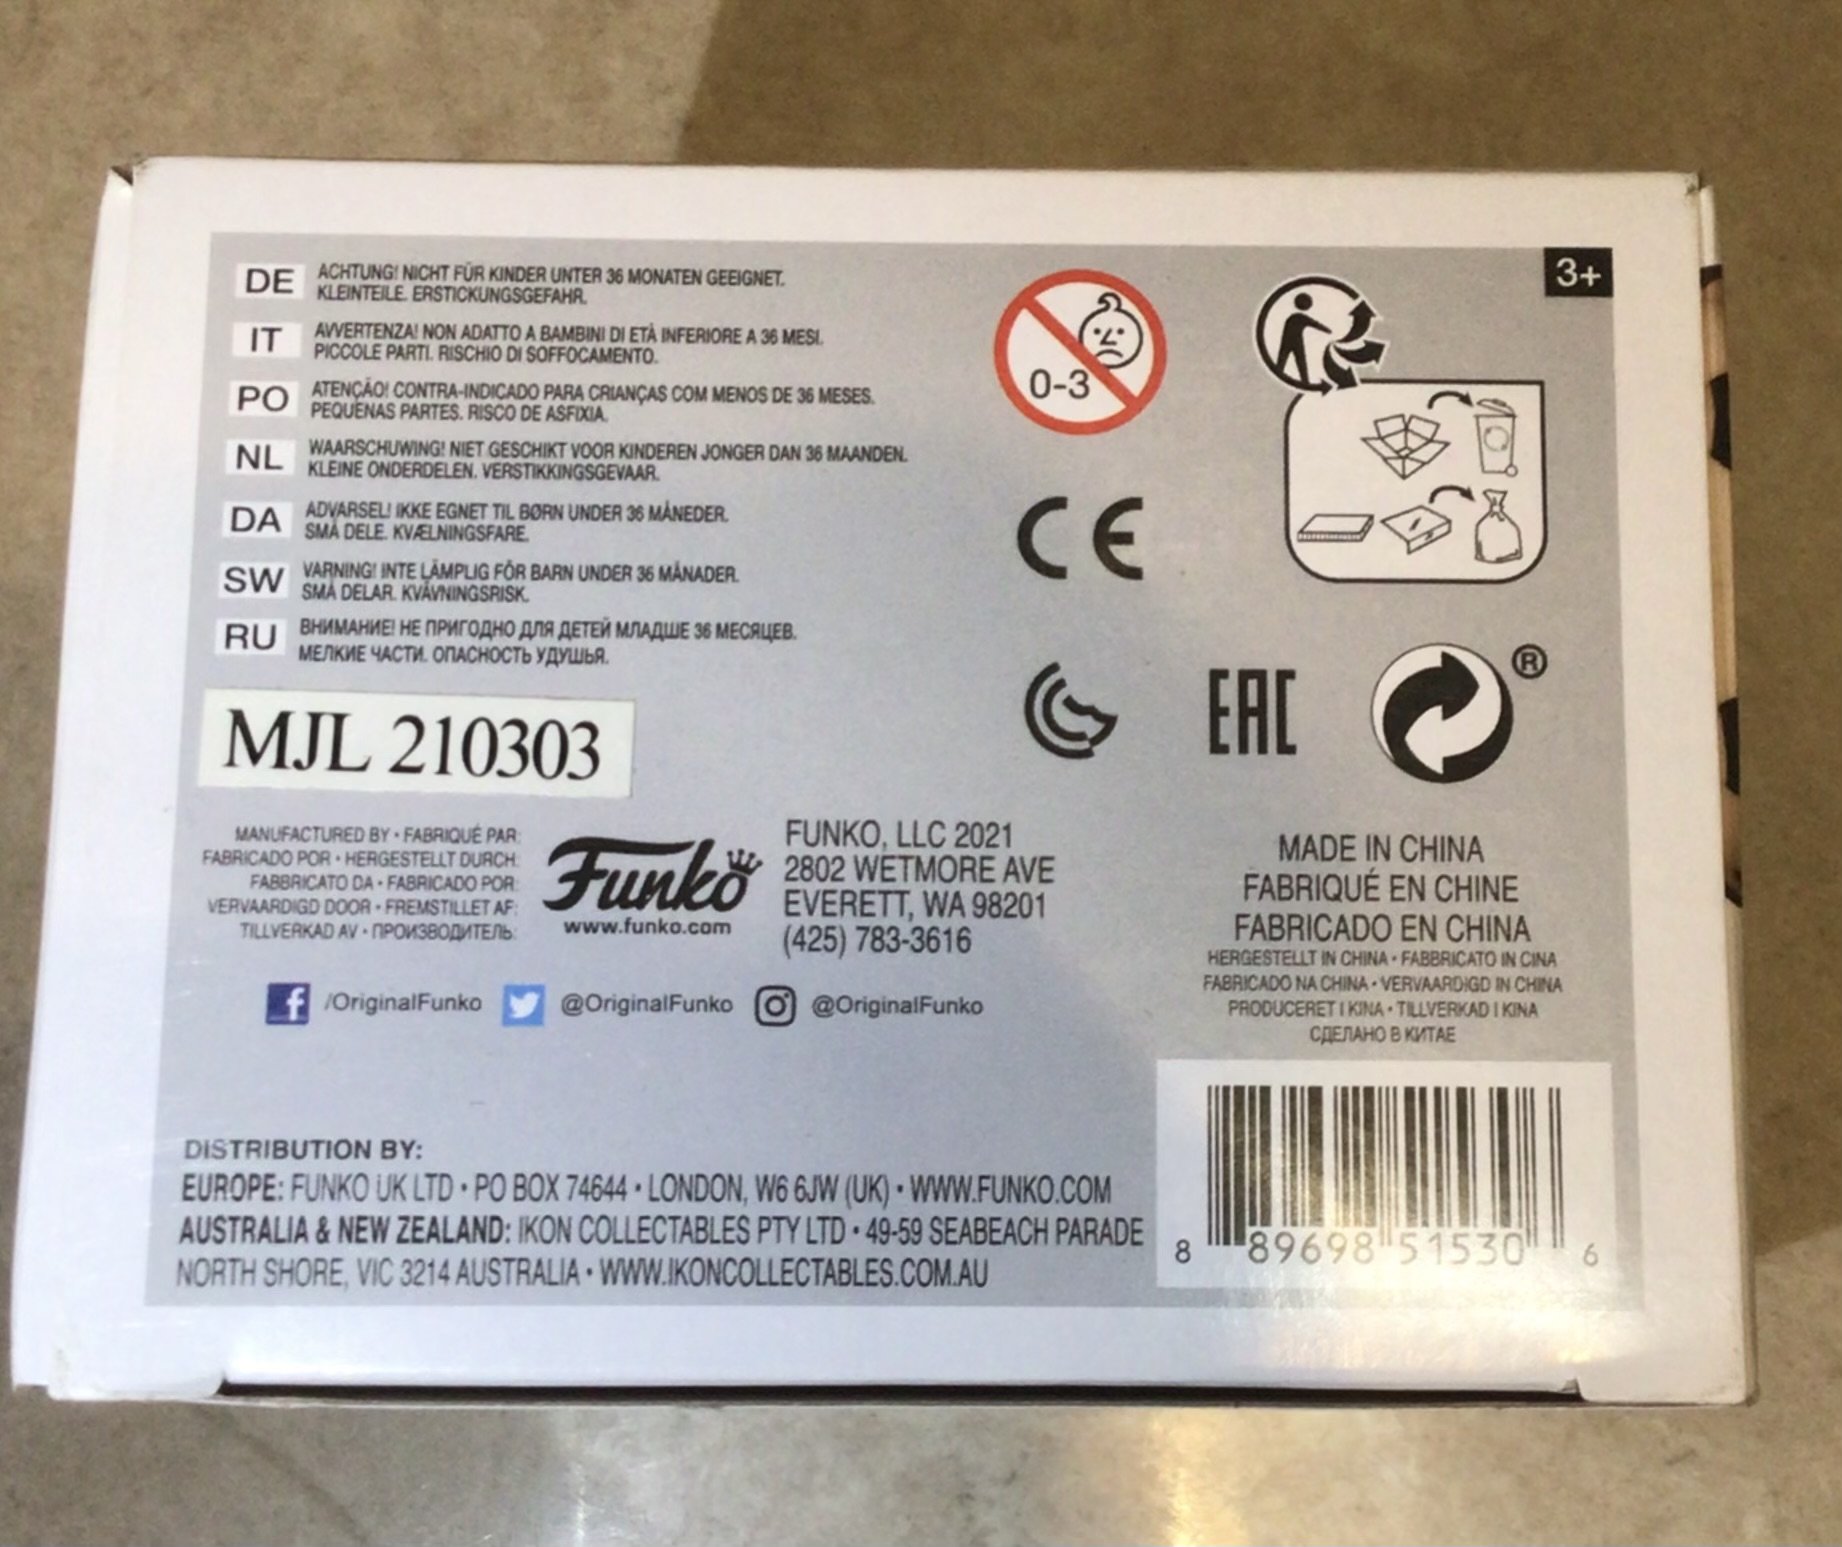 3+
DE ACHTUNG! NICHT FÜR KINDER UNTER 36 MONATEN GEEIGNET.
KLEINTEILE. ERSTICKUNGSGEFAHR.
IT AVVERTENZA! NON ADATTO A BAMBINI DI ETÀ INFERIORE A 36 MESI.
PICCOLE PARTI. RISCHIO DI SOFFOCAMENTO.
PO ATENÇÃO! CONTRA-INDICADO PARA CRIANÇAS COM MENOS DE 36 MESES.
PEQUENAS PARTES. RISCO DE ASFIXIA.
NL WAARSCHUWING! NIET GESCHIKT VOOR KINDEREN JONGER DAN 36 MAANDEN.
KLEINE ONDERDELEN. VERSTIKKINGSGEVAAR.
DA ADVARSEL! IKKE EGNET TIL BØRN UNDER 36 MÅNEDER.
SMÅ DELE. KVÆLNINGSFARE.
SW VARNING! INTE LÄMPLIG FÖR BARN UNDER 36 MÅNADER.
SMÅ DELAR. KVÄVNINGSRISK.
RU ВНИМАНИЕ! НЕ ПРИГОДНО ДЛЯ ДЕТЕЙ МЛАДШЕ 36 МЕСЯЦЕВ.
МЕЛКИЕ ЧАСТИ. ОПАСНОСТЬ УДУШЬЯ.
0-3
CE
EAC
®
MJL 210303
MANUFACTURED BY • FABRIQUÉ PAR:
FABRICADO POR • HERGESTELLT DURCH:
FABBRICATO DA • FABRICADO POR:
VERVAARDIGD DOOR • FREMSTILLET AF:
TILLVERKAD AV • ПРОИЗВОДИТЕЛЬ:
Funko
www.funko.com
FUNKO, LLC 2021
2802 WETMORE AVE
EVERETT, WA 98201
(425) 783-3616
MADE IN CHINA
FABRIQUÉ EN CHINE
FABRICADO EN CHINA
HERGESTELLT IN CHINA • FABBRICATO IN CINA
FABRICADO NA CHINA • VERVAARDIGD IN CHINA
PRODUCERET I KINA • TILLVERKAD I KINA
СДЕЛАНО В КИТАЕ
f /OriginalFunko @OriginalFunko @OriginalFunko
DISTRIBUTION BY:
EUROPE: FUNKO UK LTD • PO BOX 74644 • LONDON, W6 6JW (UK) • WWW.FUNKO.COM
AUSTRALIA & NEW ZEALAND: IKON COLLECTABLES PTY LTD • 49-59 SEABEACH PARADE
NORTH SHORE, VIC 3214 AUSTRALIA • WWW.IKONCOLLECTABLES.COM.AU
8 89698 51530 6